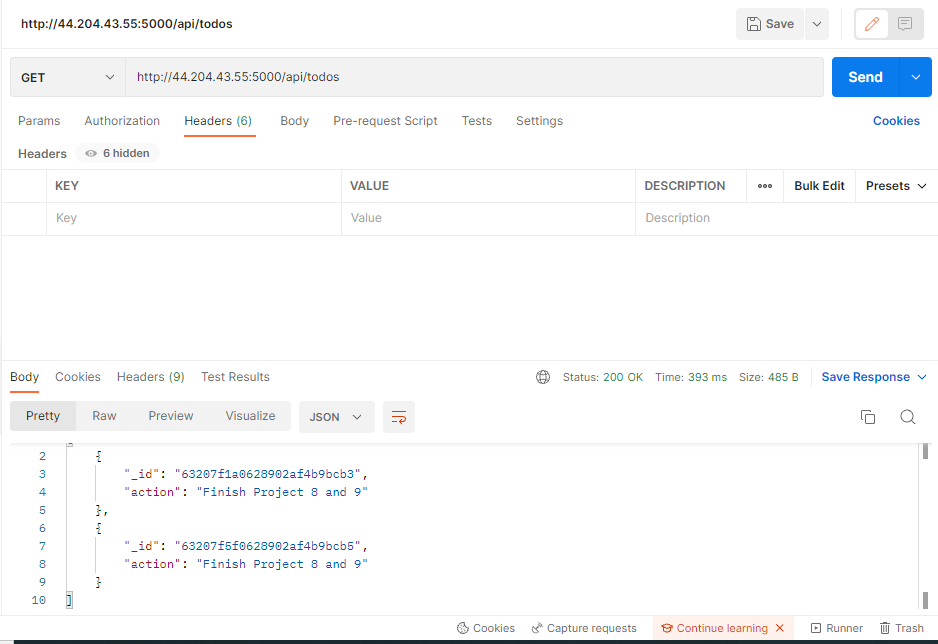 http://44.204.43.55:5000/api/todos
Save
GET http://44.204.43.55:5000/api/todos Send
Params Authorization Headers (6) Body Pre-request Script Tests Settings Cookies
Headers 6 hidden
KEY VALUE DESCRIPTION Bulk Edit Presets
Key Value Description
Body Cookies Headers (9) Test Results Status: 200 OK Time: 393 ms Size: 485 B Save Response
Pretty Raw Preview Visualize JSON
2 {
3 "_id": "63207f1a0628902af4b9bcb3",
4 "action": "Finish Project 8 and 9"
5 },
6 {
7 "_id": "63207f5f0628902af4b9bcb5",
8 "action": "Finish Project 8 and 9"
9 }
10 ]
Cookies Capture requests Continue learning Runner Trash